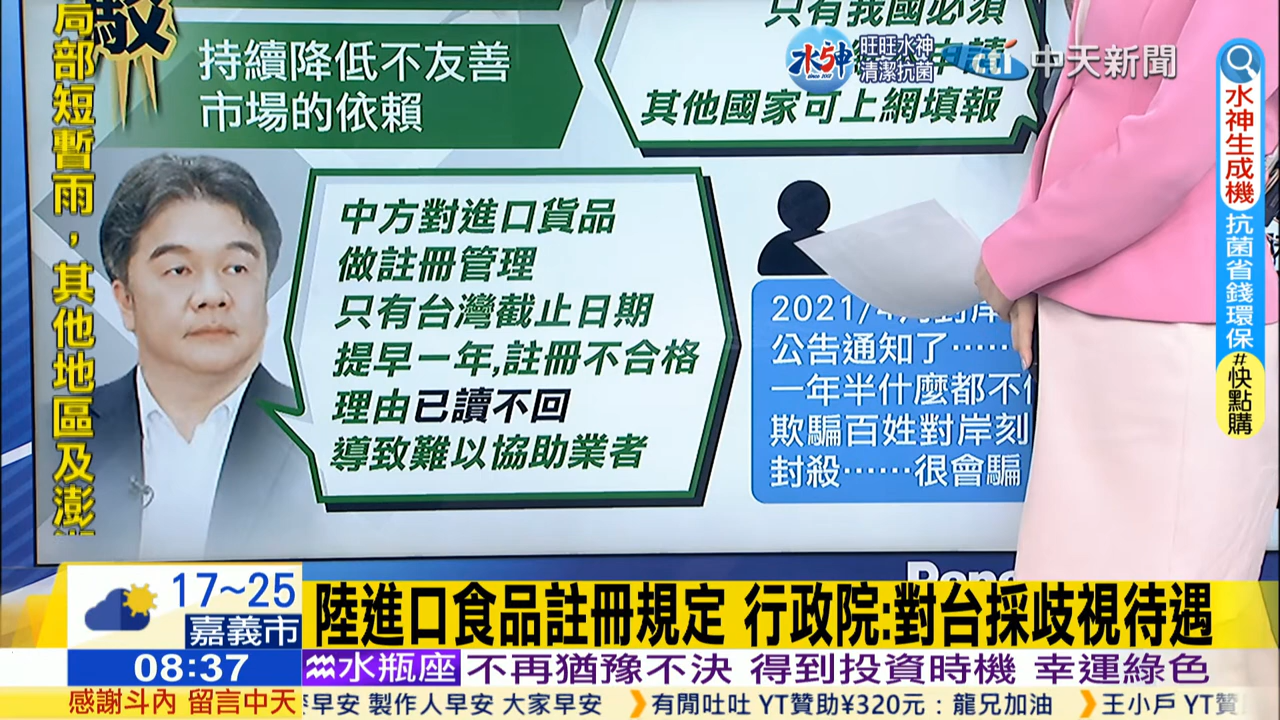 駁
持續降低不友善
市場的依賴
只有我國必須
其他國家可上網填報
水神
since 2017
旺旺水神
清潔抗菌
cti
中天新聞
局部短暫雨，其他地區及澎
水神生成機
抗菌省錢環保
#快點購
中方對進口貨品
做註冊管理
只有台灣截止日期
提早一年,註冊不合格
理由已讀不回
導致難以協助業者
公告通知了……
一年半什麼都不
欺騙百姓對岸刻
封殺……很會騙
17~25
嘉義市
08:37
陸進口食品註冊規定 行政院:對台採歧視待遇
水瓶座 不再猶豫不決 得到投資時機 幸運綠色
感謝斗內 留言中天
早安 製作人早安 大家早安 》有閒吐吐 YT贊助¥320元：龍兄加油 》王小戶 YT贊